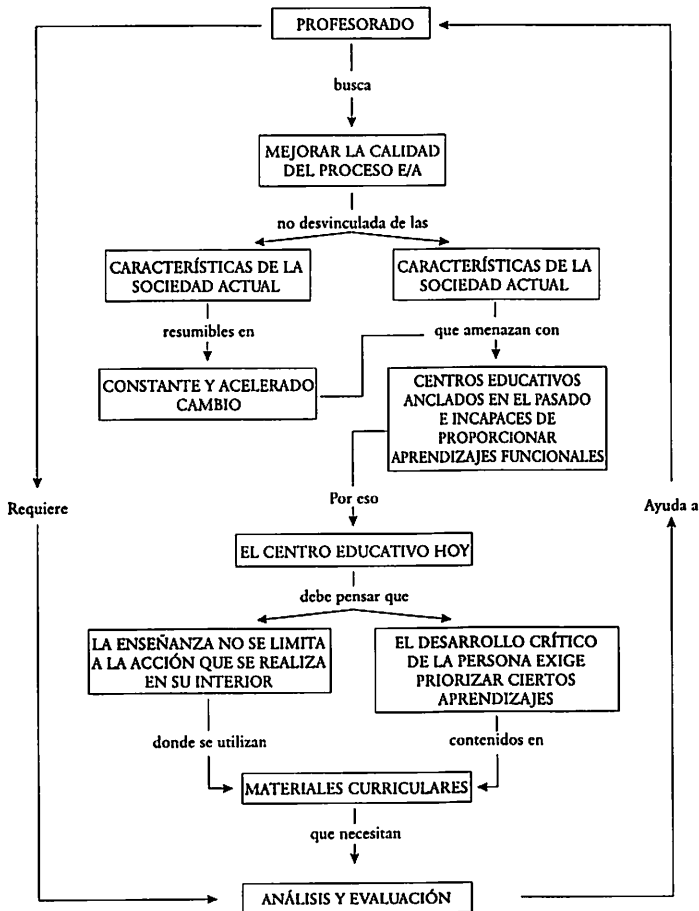 PROFESORADO
busca
MEJORAR LA CALIDAD
DEL PROCESO E/A
no desvinculada de las
CARACTERÍSTICAS DE LA
SOCIEDAD ACTUAL
CARACTERÍSTICAS DE LA
SOCIEDAD ACTUAL
resumibles en
que amenazan con
CONSTANTE Y ACELERADO
CAMBIO
CENTROS EDUCATIVOS
ANCLADOS EN EL PASADO
E INCAPACES DE
PROPORCIONAR
APRENDIZAJES FUNCIONALES
Requiere
Por eso
Ayuda a
EL CENTRO EDUCATIVO HOY
debe pensar que
LA ENSEÑANZA NO SE LIMITA
A LA ACCIÓN QUE SE REALIZA
EN SU INTERIOR
EL DESARROLLO CRÍTICO
DE LA PERSONA EXIGE
PRIORIZAR CIERTOS
APRENDIZAJES
donde se utilizan
contenidos en
MATERIALES CURRICULARES
que necesitan
ANÁLISIS Y EVALUACIÓN